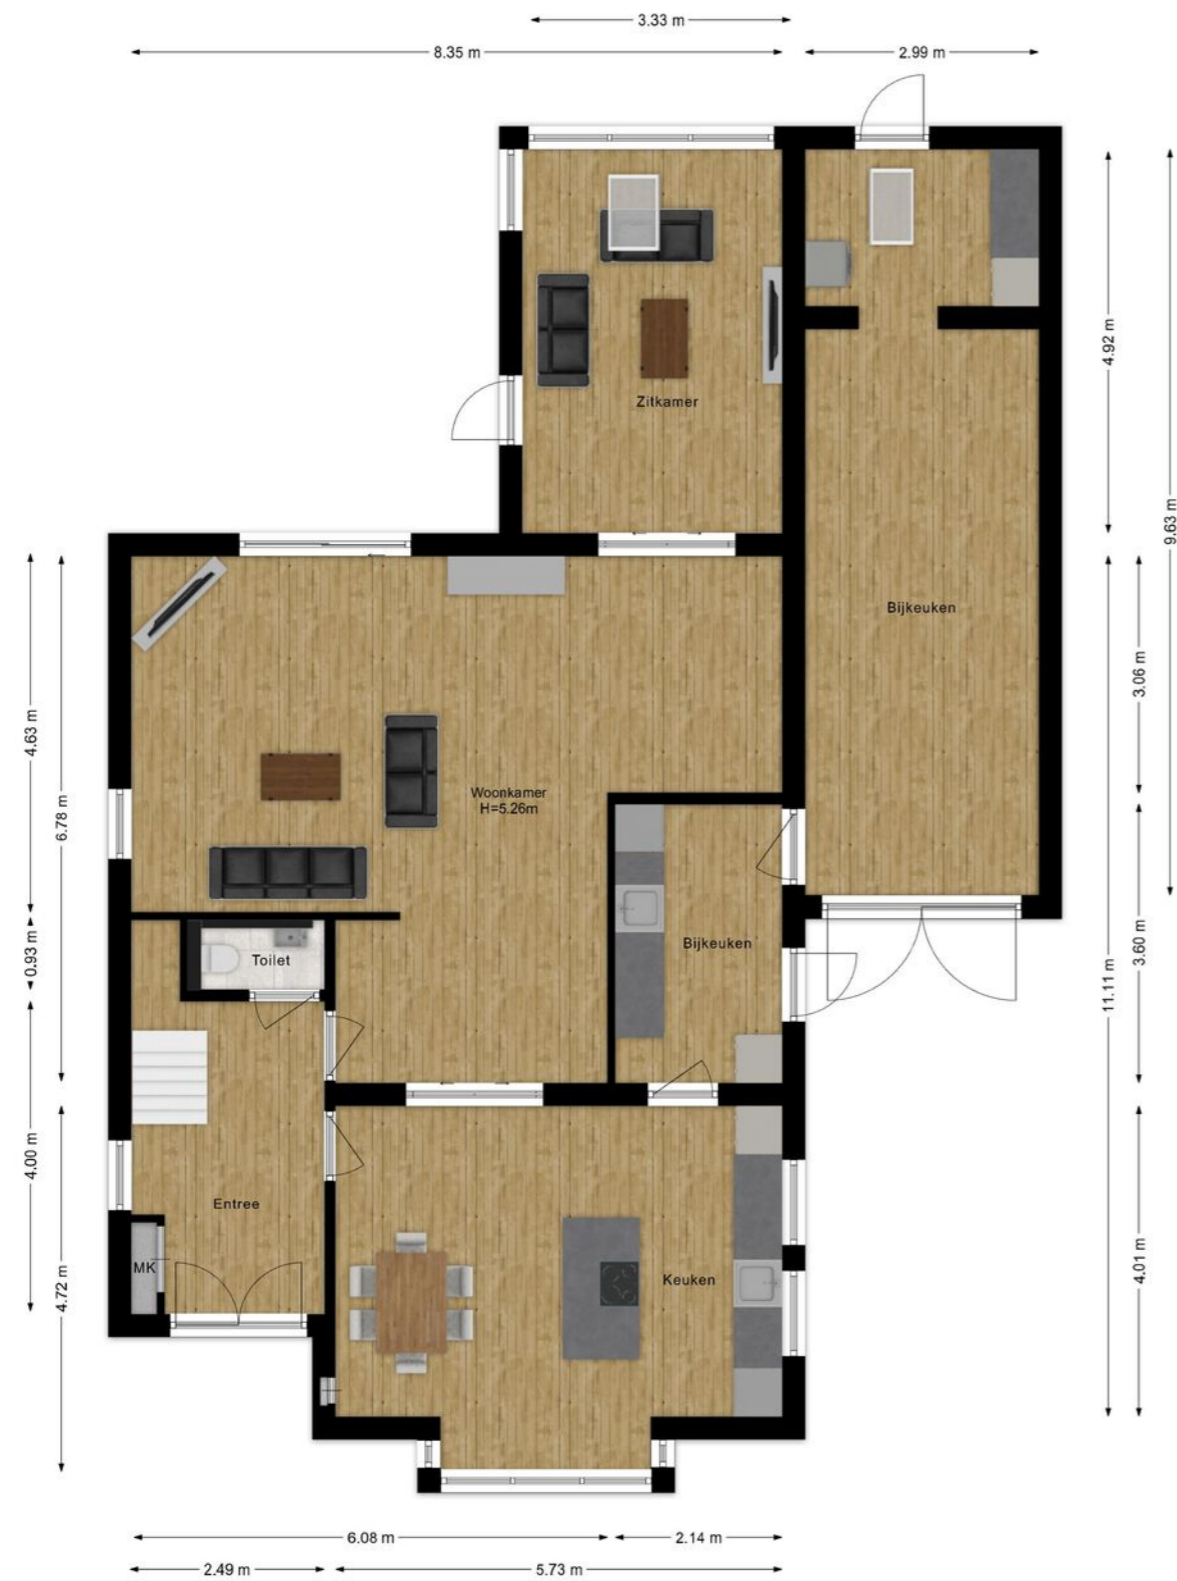 3.33 m
8.35 m
2.99 m
Zitkamer
4.92 m
9.63 m
Bijkeuken
3.06 m
4.63 m
6.78 m
Woonkamer
H=5.26m
Bijkeuken
3.60 m
0.93 m
Toilet
11.11 m
4.00 m
Entree
MK
Keuken
4.01 m
4.72 m
6.08 m
2.14 m
2.49 m
5.73 m